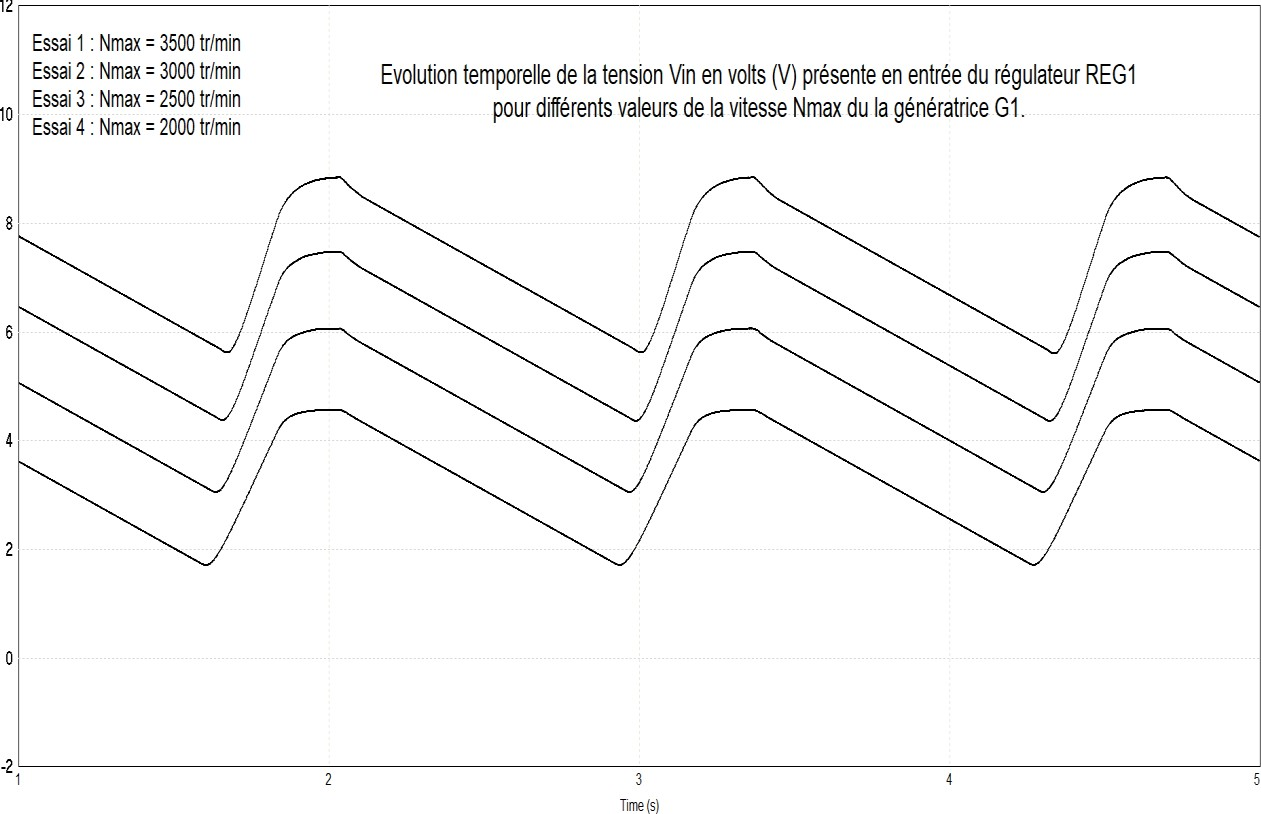 12
Essai 1 : Nmax = 3500 tr/min
Essai 2 : Nmax = 3000 tr/min
Essai 3 : Nmax = 2500 tr/min
Essai 4 : Nmax = 2000 tr/min
Evolution temporelle de la tension Vin en volts (V) présente en entrée du régulateur REG1
pour différents valeurs de la vitesse Nmax du la génératrice G1.
10
8
6
4
2
0
-2
1 2 3 4 5
Time (s)